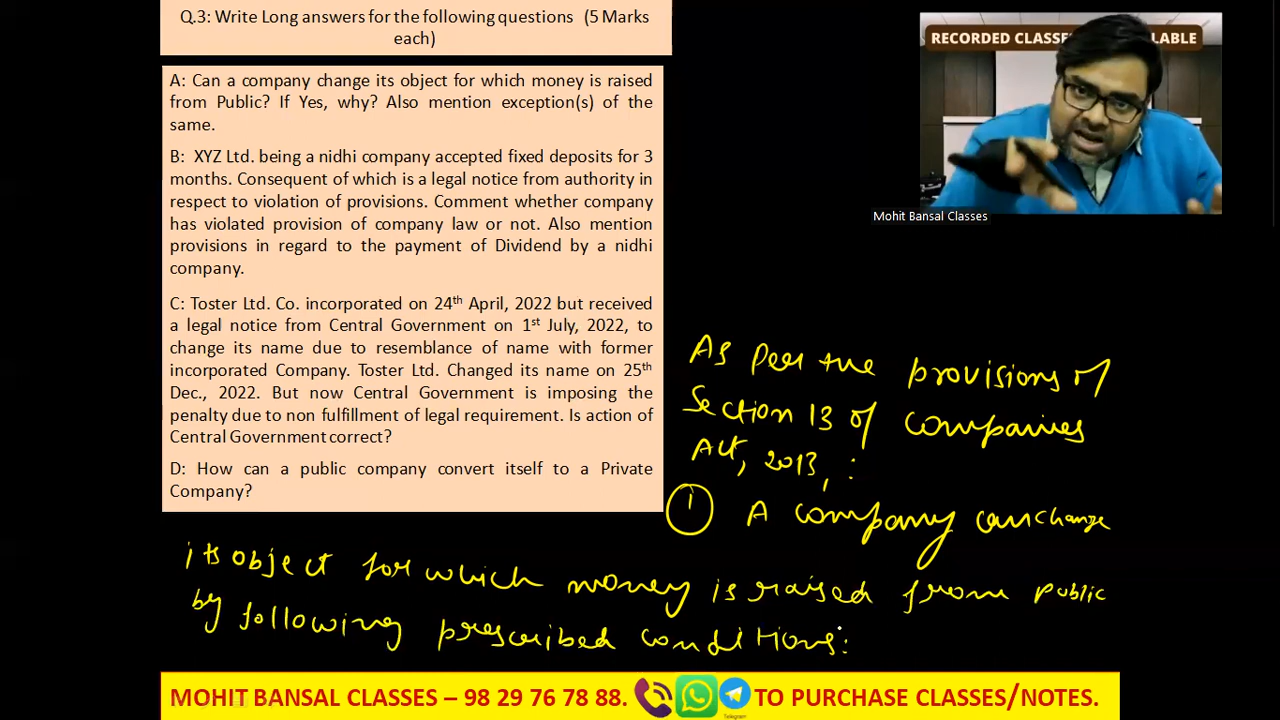 Q.3: Write Long answers for the following questions (5 Marks
each)
RECORDED CLASSE LABLE
A: Can a company change its object for which money is raised
from Public? If Yes, why? Also mention exception(s) of the
same.
B: XYZ Ltd. being a nidhi company accepted fixed deposits for 3
months. Consequent of which is a legal notice from authority in
respect to violation of provisions. Comment whether company
has violated provision of company law or not. Also mention
provisions in regard to the payment of Dividend by a nidhi
company.
Mohit Bansal Classes
C: Toster Ltd. Co. incorporated on 24th April, 2022 but received
a legal notice from Central Government on 1st July, 2022, to
change its name due to resemblance of name with former
incorporated Company. Toster Ltd. Changed its name on 25th
Dec., 2022. But now Central Government is imposing the
penalty due to non fulfillment of legal requirement. Is action of
Central Government correct?
D: How can a public company convert itself to a Private
Company?
As Per the provisions of
Section 13 of Companies
Act, 2013, :
1 A company can change
its object for which money is raised from public
by following prescribed conditions:
MOHIT BANSAL CLASSES – 98 29 76 78 88. TO PURCHASE CLASSES/NOTES.
Telegram